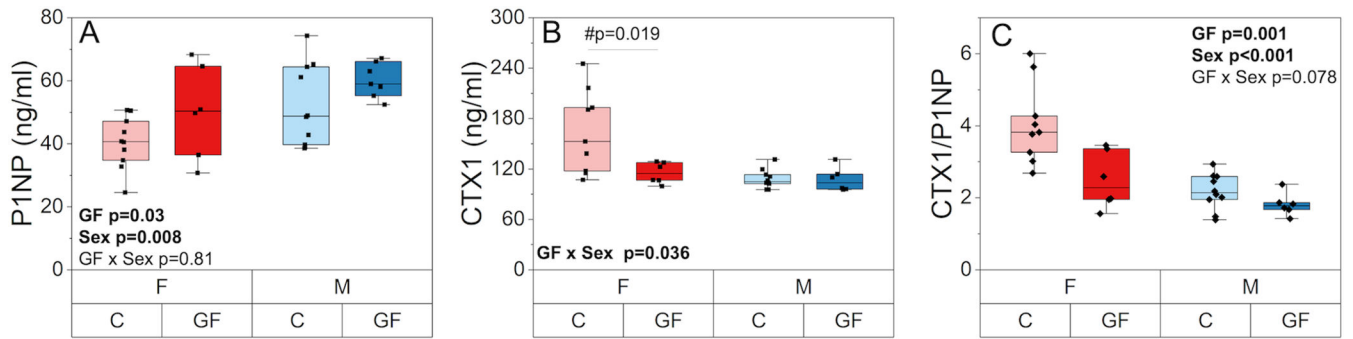 A
P1NP (ng/ml)
80
60
40
20
0
GF p=0.03
Sex p=0.008
GF x Sex p=0.81
F M
C GF C GF
B
CTX1 (ng/ml)
300
240
180
120
60
0
#p=0.019
GF x Sex p=0.036
F M
C GF C GF
C
CTX1/P1NP
6
4
2
0
GF p=0.001
Sex p<0.001
GF x Sex p=0.078
F M
C GF C GF